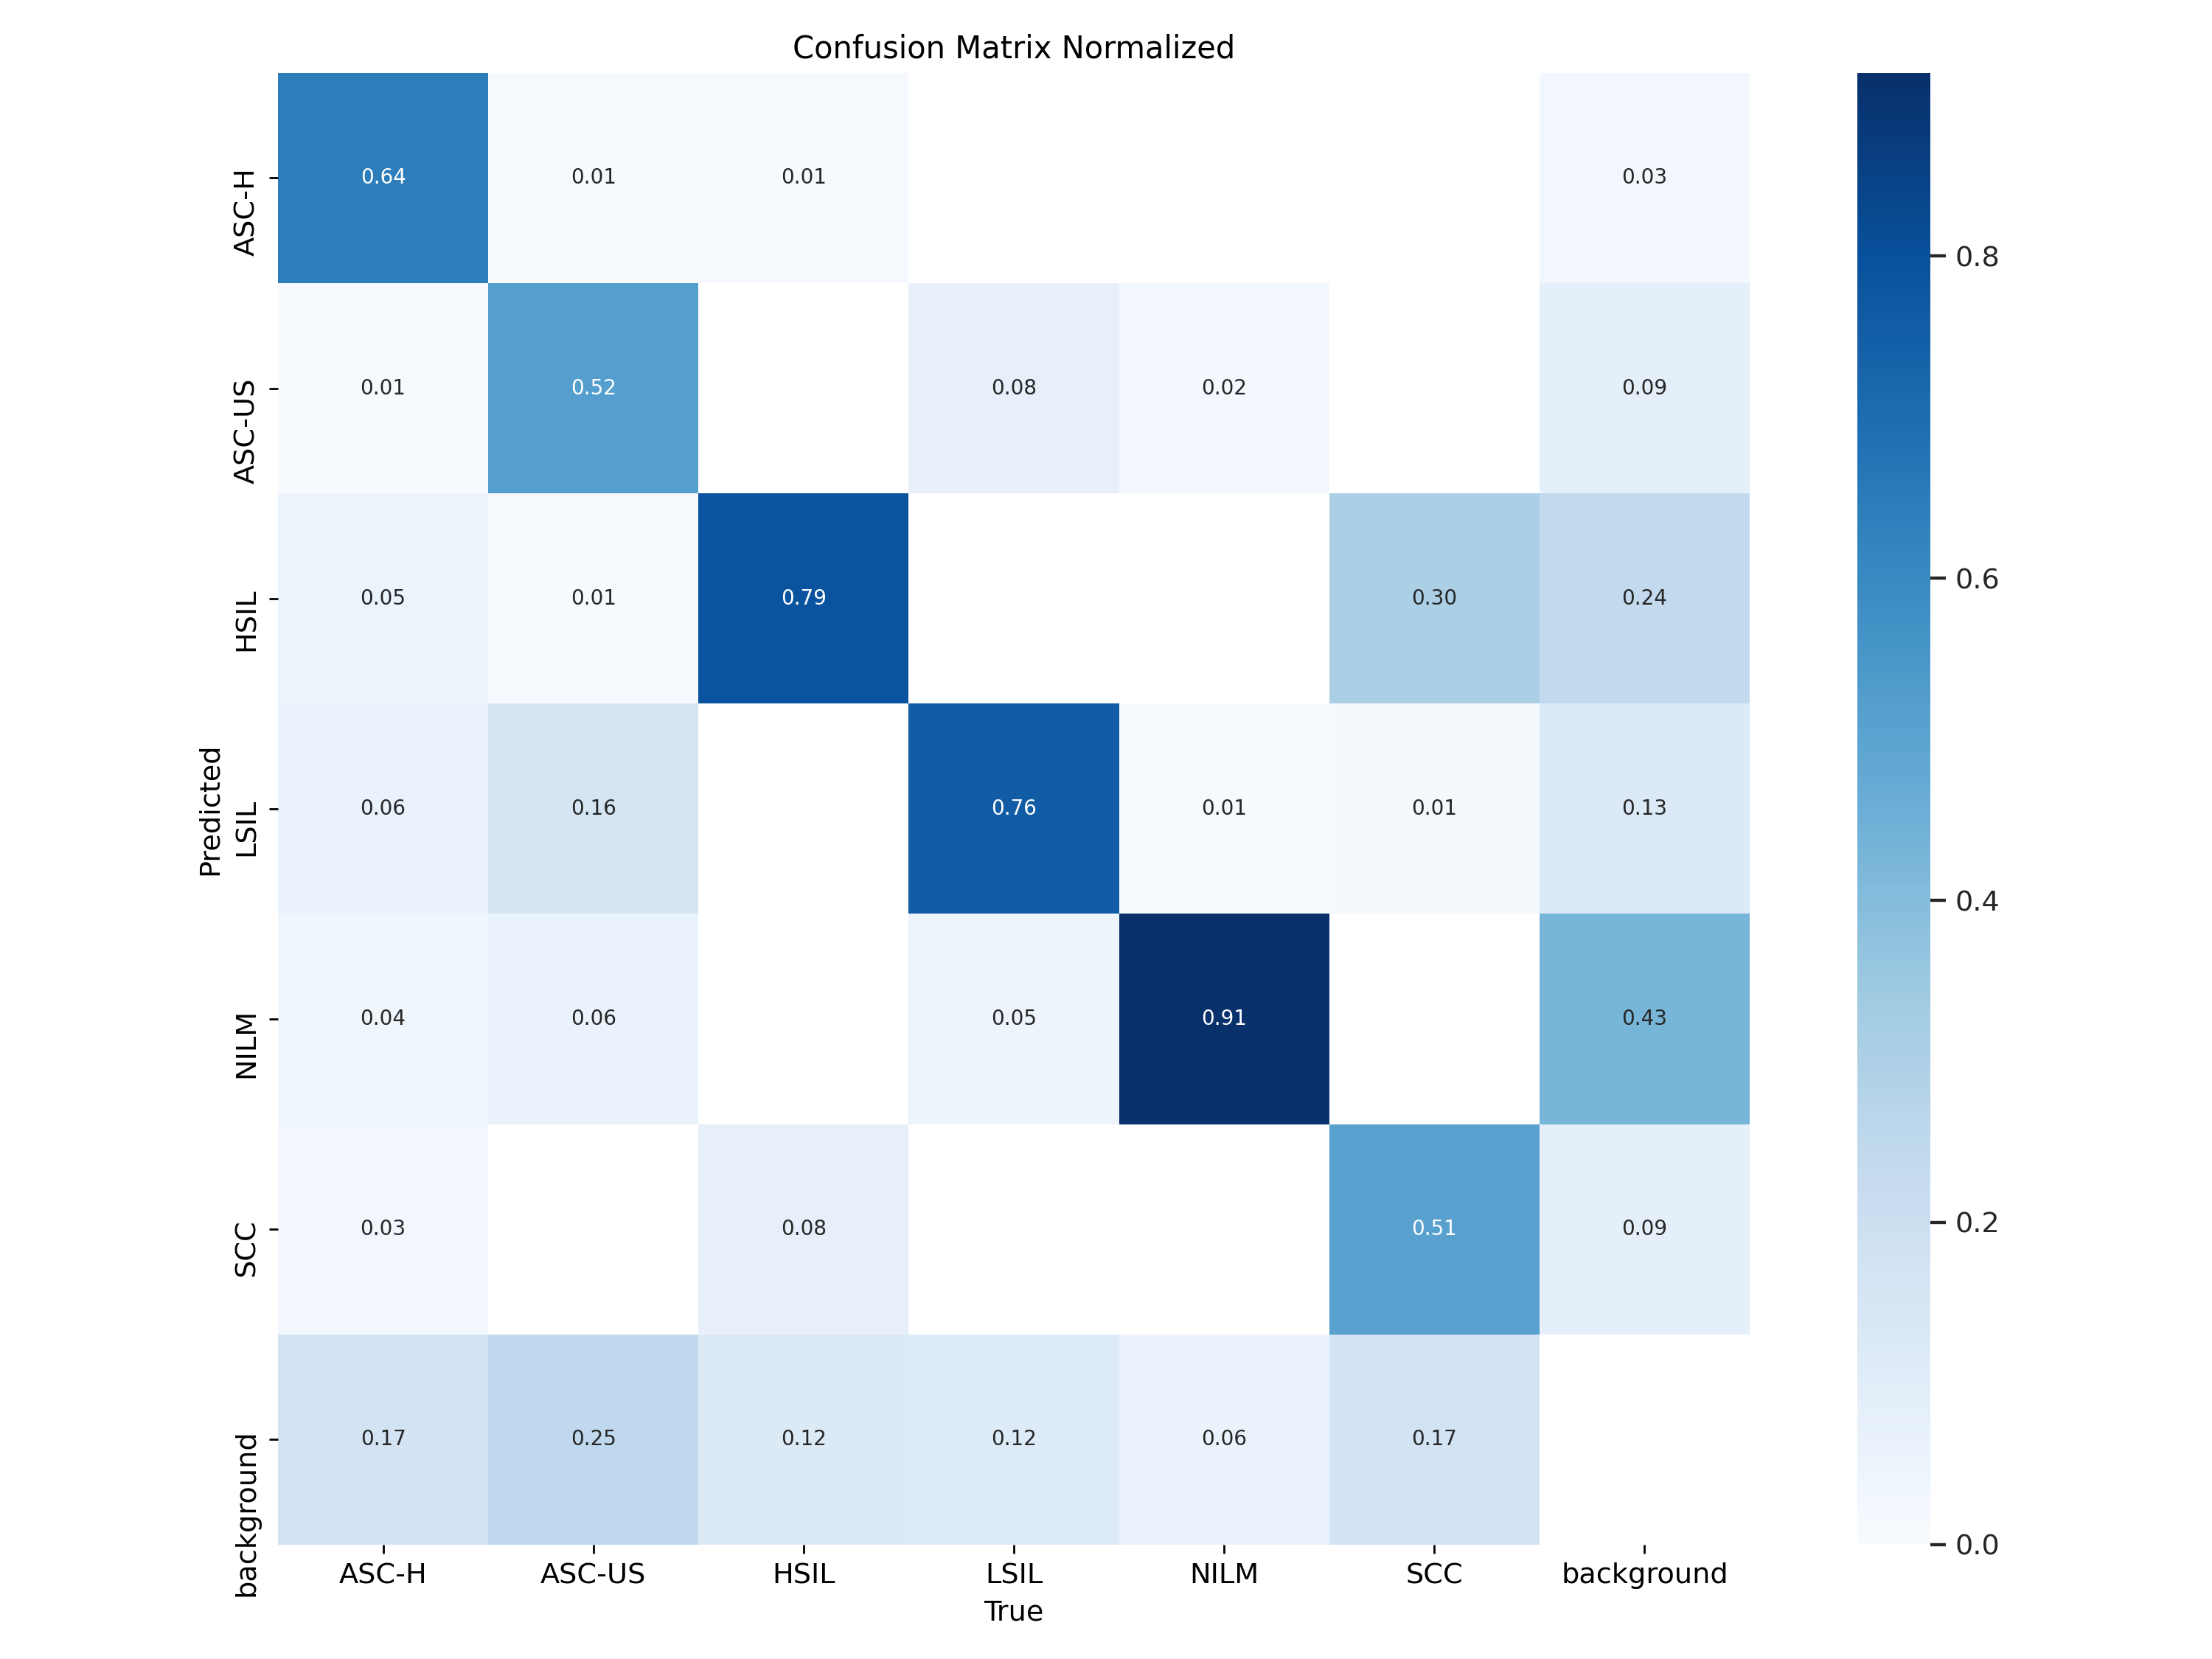 Confusion Matrix Normalized
ASC-H 0.64 0.01 0.01 0.03
ASC-US 0.01 0.52 0.08 0.02 0.09
HSIL 0.05 0.01 0.79 0.30 0.24
LSIL 0.06 0.16 0.76 0.01 0.01 0.13
NILM 0.04 0.06 0.05 0.91 0.43
SCC 0.03 0.08 0.51 0.09
background 0.17 0.25 0.12 0.12 0.06 0.17
Predicted
ASC-H ASC-US HSIL LSIL NILM SCC background
True
0.8
0.6
0.4
0.2
0.0